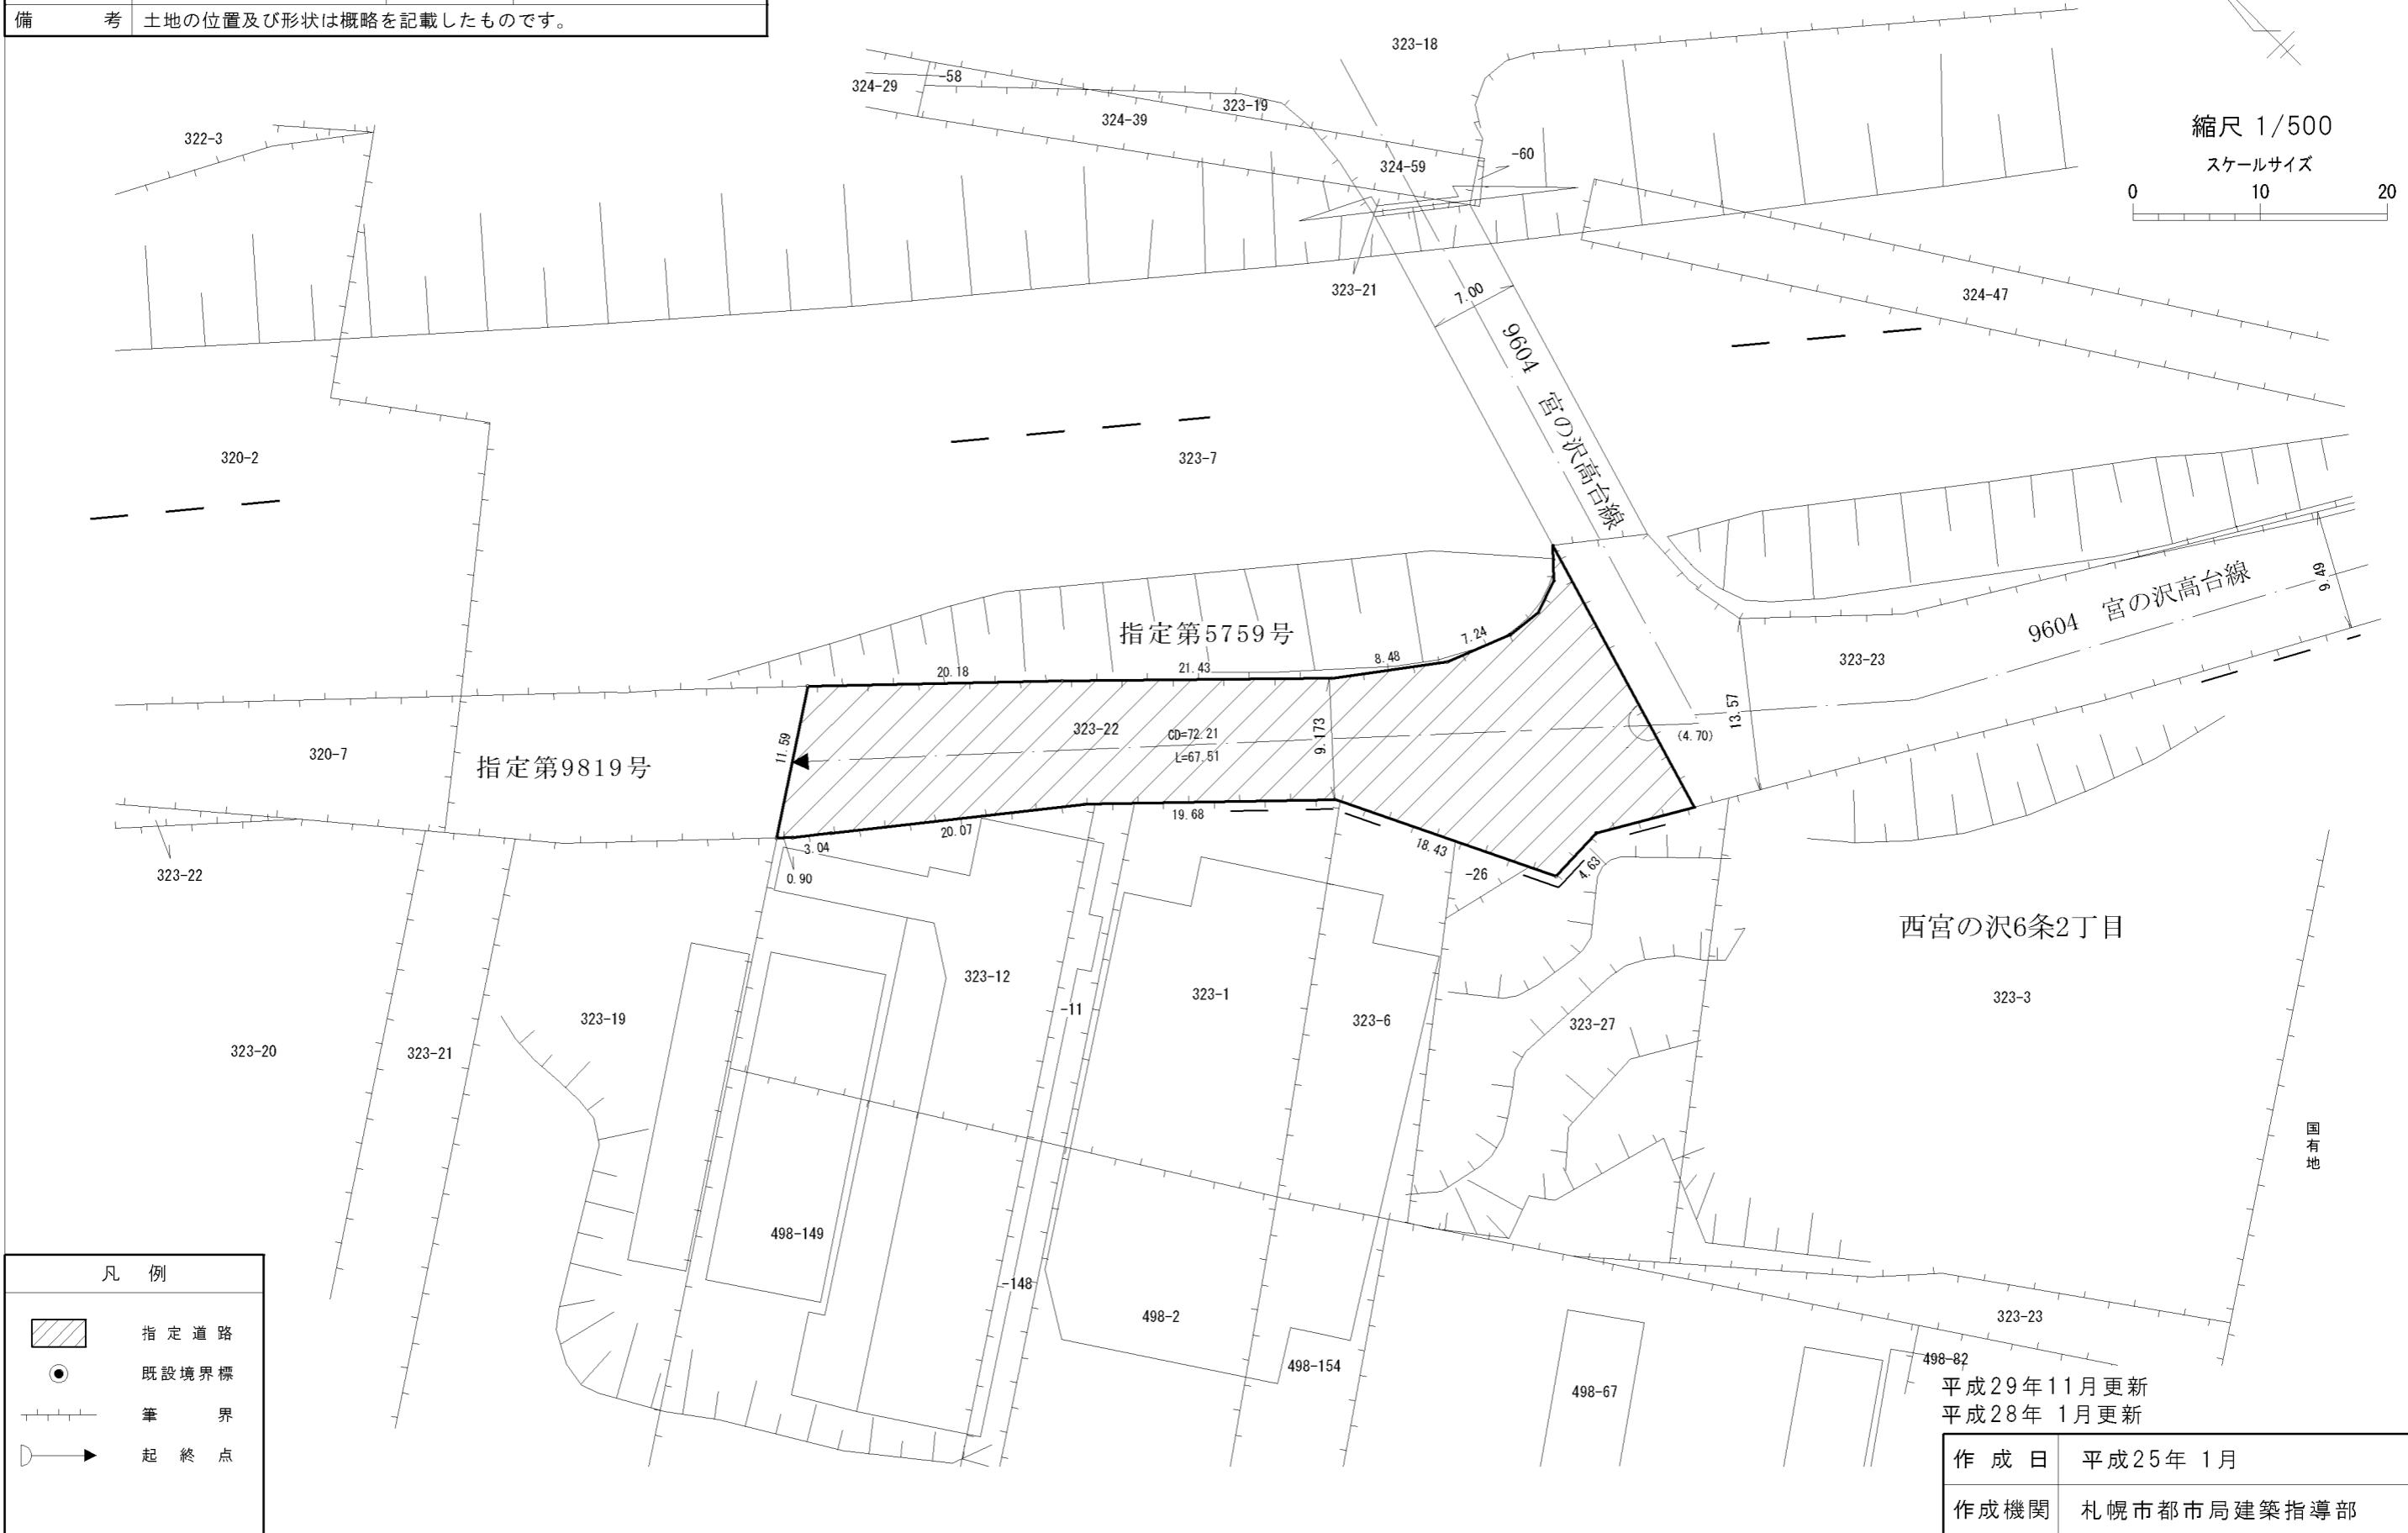 備 考 土地の位置及び形状は概略を記載したものです。
323-18
-58
324-29
323-19
324-39
322-3
324-59
-60
縮尺 1/500
スケールサイズ
0 10 20
323-21
7.00
324-47
9604 宮の沢高台線
320-2
323-7
9.49
9604 宮の沢高台線
指定第5759号
7.24
8.48
20.18
21.43
323-23
13.57
323-22
CD=72.21
L=67.51
9.173
(4.70)
11.59
320-7
指定第9819号
19.68
20.07
3.04
0.90
18.43
4.63
-26
323-22
西宮の沢6条2丁目
323-12
323-1
323-3
-11
323-19
323-6
323-27
323-20
323-21
国有地
498-149
-148
498-2
323-23
498-154
498-82
498-67
凡 例
指定道路
既設境界標
筆 界
起 終 点
平成29年11月更新
平成28年 1月更新
作成日 平成25年 1月
作成機関 札幌市都市局建築指導部